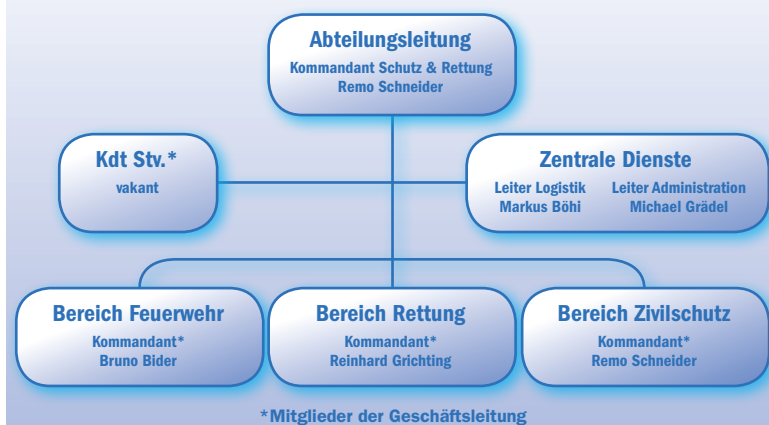 Abteilungsleitung
Kommandant Schutz & Rettung
Remo Schneider
Kdt Stv.*
vakant
Zentrale Dienste
Leiter Logistik
Markus Böhi
Leiter Administration
Michael Grädel
Bereich Feuerwehr
Kommandant*
Bruno Bider
Bereich Rettung
Kommandant*
Reinhard Grichting
Bereich Zivilschutz
Kommandant*
Remo Schneider
*Mitglieder der Geschäftsleitung